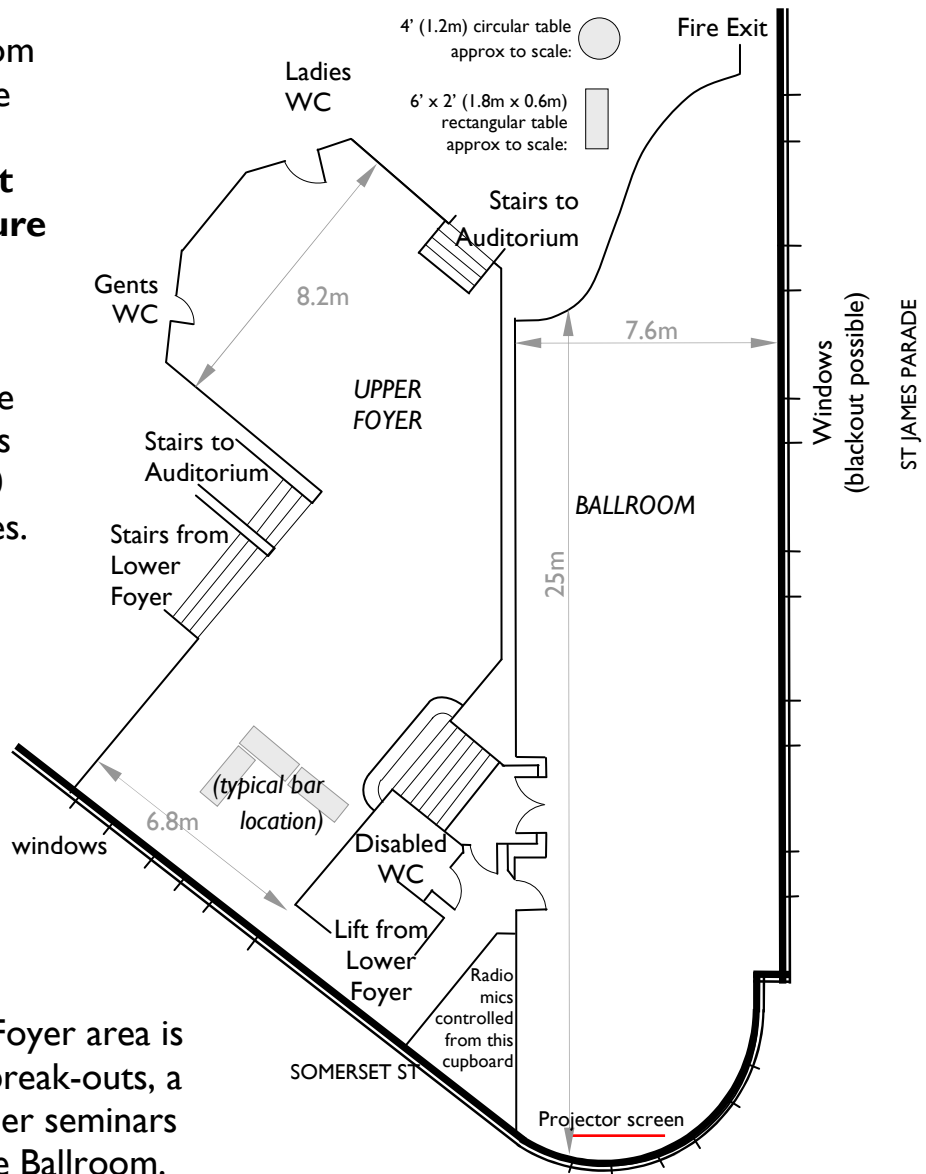 4' (1.2m) circular table
approx to scale:
Fire Exit
Ladies
WC
6' x 2' (1.8m x 0.6m)
rectangular table
approx to scale:
Stairs to
Auditorium
Gents
WC
8.2m
7.6m
Windows
(blackout possible)
ST JAMES PARADE
UPPER
FOYER
Stairs to
Auditorium
BALLROOM
Stairs from
Lower
Foyer
25m
(typical bar
location)
6.8m
windows
Disabled
WC
Lift from
Lower
Foyer
Radio
mics
controlled
from this
cupboard
SOMERSET ST
Projector screen
Foyer area is
break-outs, a
er seminars
e Ballroom.